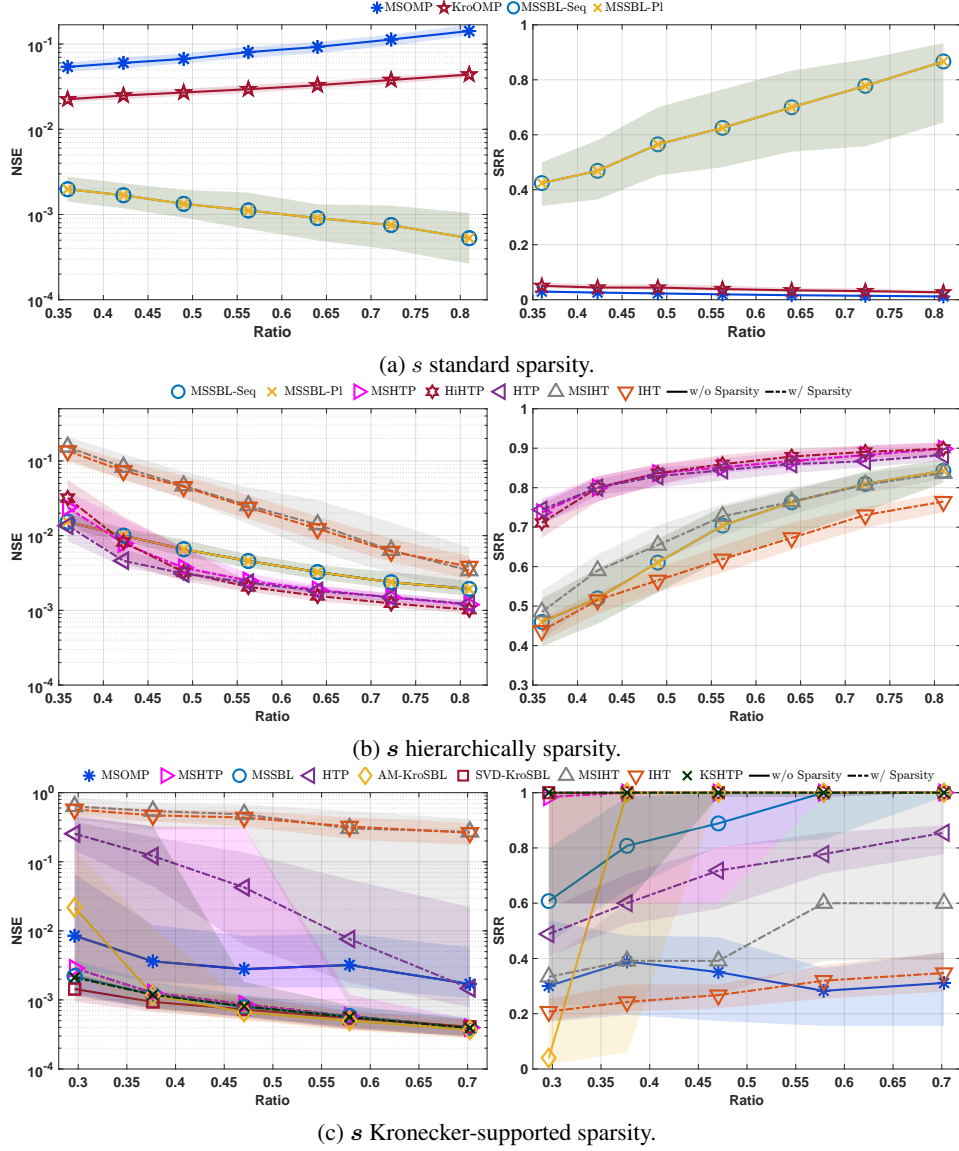 MSOMP KroOMP MSSBL-Seq MSSBL-Pl
10⁻¹
10⁻²
10⁻³
10⁻⁴
NSE
0.35 0.4 0.45 0.5 0.55 0.6 0.65 0.7 0.75 0.8
Ratio
1
0.8
0.6
0.4
0.2
0
SRR
0.35 0.4 0.45 0.5 0.55 0.6 0.65 0.7 0.75 0.8
Ratio
(a) s standard sparsity.
MSSBL-Seq MSSBL-Pl MSHTP HiHTP HTP MSIHT IHT w/o Sparsity w/ Sparsity
10⁻¹
10⁻²
10⁻³
10⁻⁴
NSE
0.35 0.4 0.45 0.5 0.55 0.6 0.65 0.7 0.75 0.8
Ratio
1
0.9
0.8
0.7
0.6
0.5
0.4
0.3
SRR
0.35 0.4 0.45 0.5 0.55 0.6 0.65 0.7 0.75 0.8
Ratio
(b) s hierarchically sparsity.
MSOMP MSHTP MSSBL HTP AM-KroSBL SVD-KroSBL MSIHT IHT KSHTP w/o Sparsity w/ Sparsity
10⁰
10⁻¹
10⁻²
10⁻³
10⁻⁴
NSE
0.3 0.35 0.4 0.45 0.5 0.55 0.6 0.65 0.7
Ratio
1
0.8
0.6
0.4
0.2
0
SRR
0.3 0.35 0.4 0.45 0.5 0.55 0.6 0.65 0.7
Ratio
(c) s Kronecker-supported sparsity.